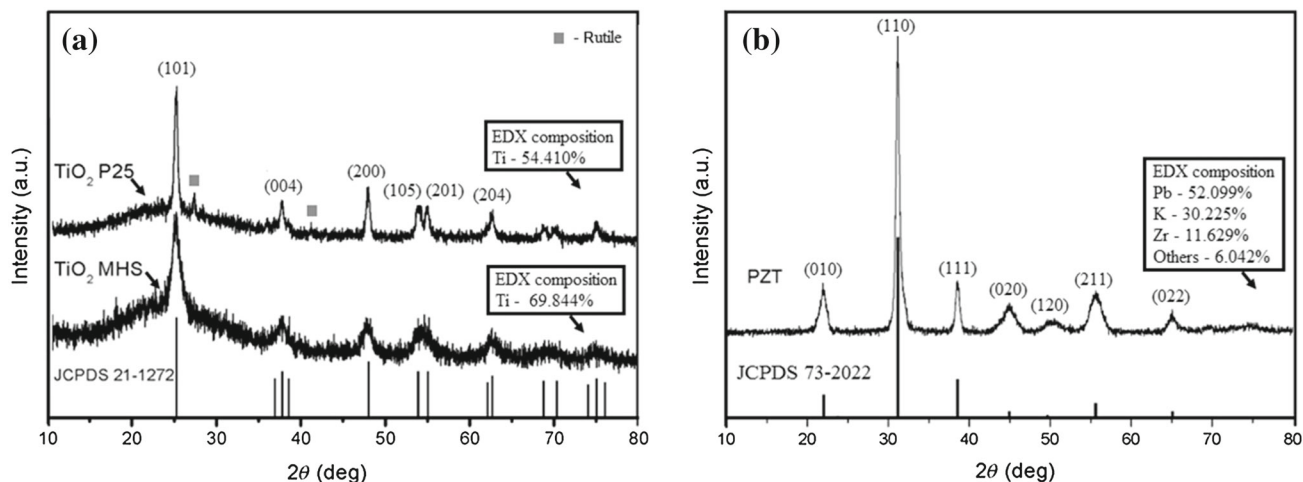 (a)
- Rutile
(101)
EDX composition
Ti - 54.410%
TiO2 P25
(004)
(200)
(105) (201)
(204)
TiO2 MHS
EDX composition
Ti - 69.844%
JCPDS 21-1272
Intensity (a.u.)
10 20 30 40 50 60 70 80
2θ (deg)
(b)
(110)
EDX composition
Pb - 52.099%
K - 30.225%
Zr - 11.629%
Others - 6.042%
PZT
(010)
(111)
(020)
(120)
(211)
(022)
JCPDS 73-2022
Intensity (a.u.)
10 20 30 40 50 60 70 80
2θ (deg)